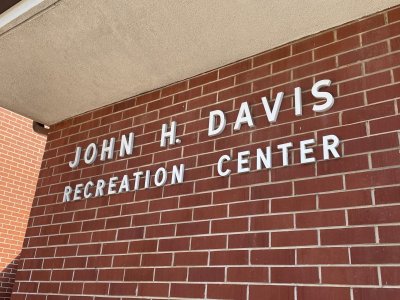 JOHN H. DAVIS
RECREATION CENTER